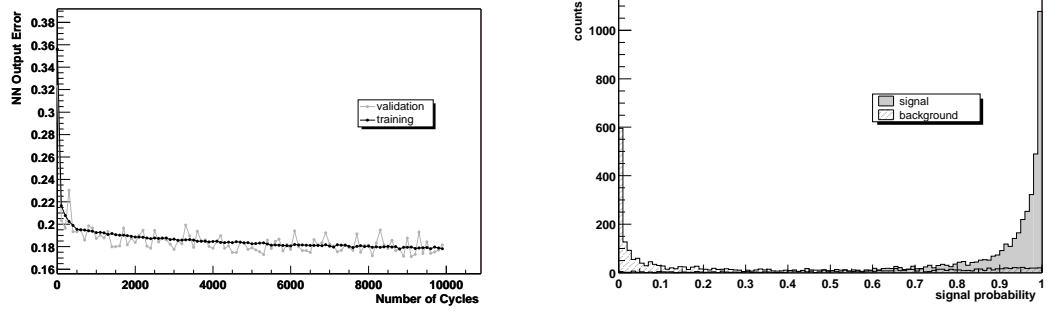 NN Output Error
0.38
0.36
0.34
0.32
0.3
0.28
0.26
0.24
0.22
0.2
0.18
0.16
validation
training
0 2000 4000 6000 8000 10000
Number of Cycles
counts
1000
800
600
400
200
0
signal
background
0 0.1 0.2 0.3 0.4 0.5 0.6 0.7 0.8 0.9 1
signal probability